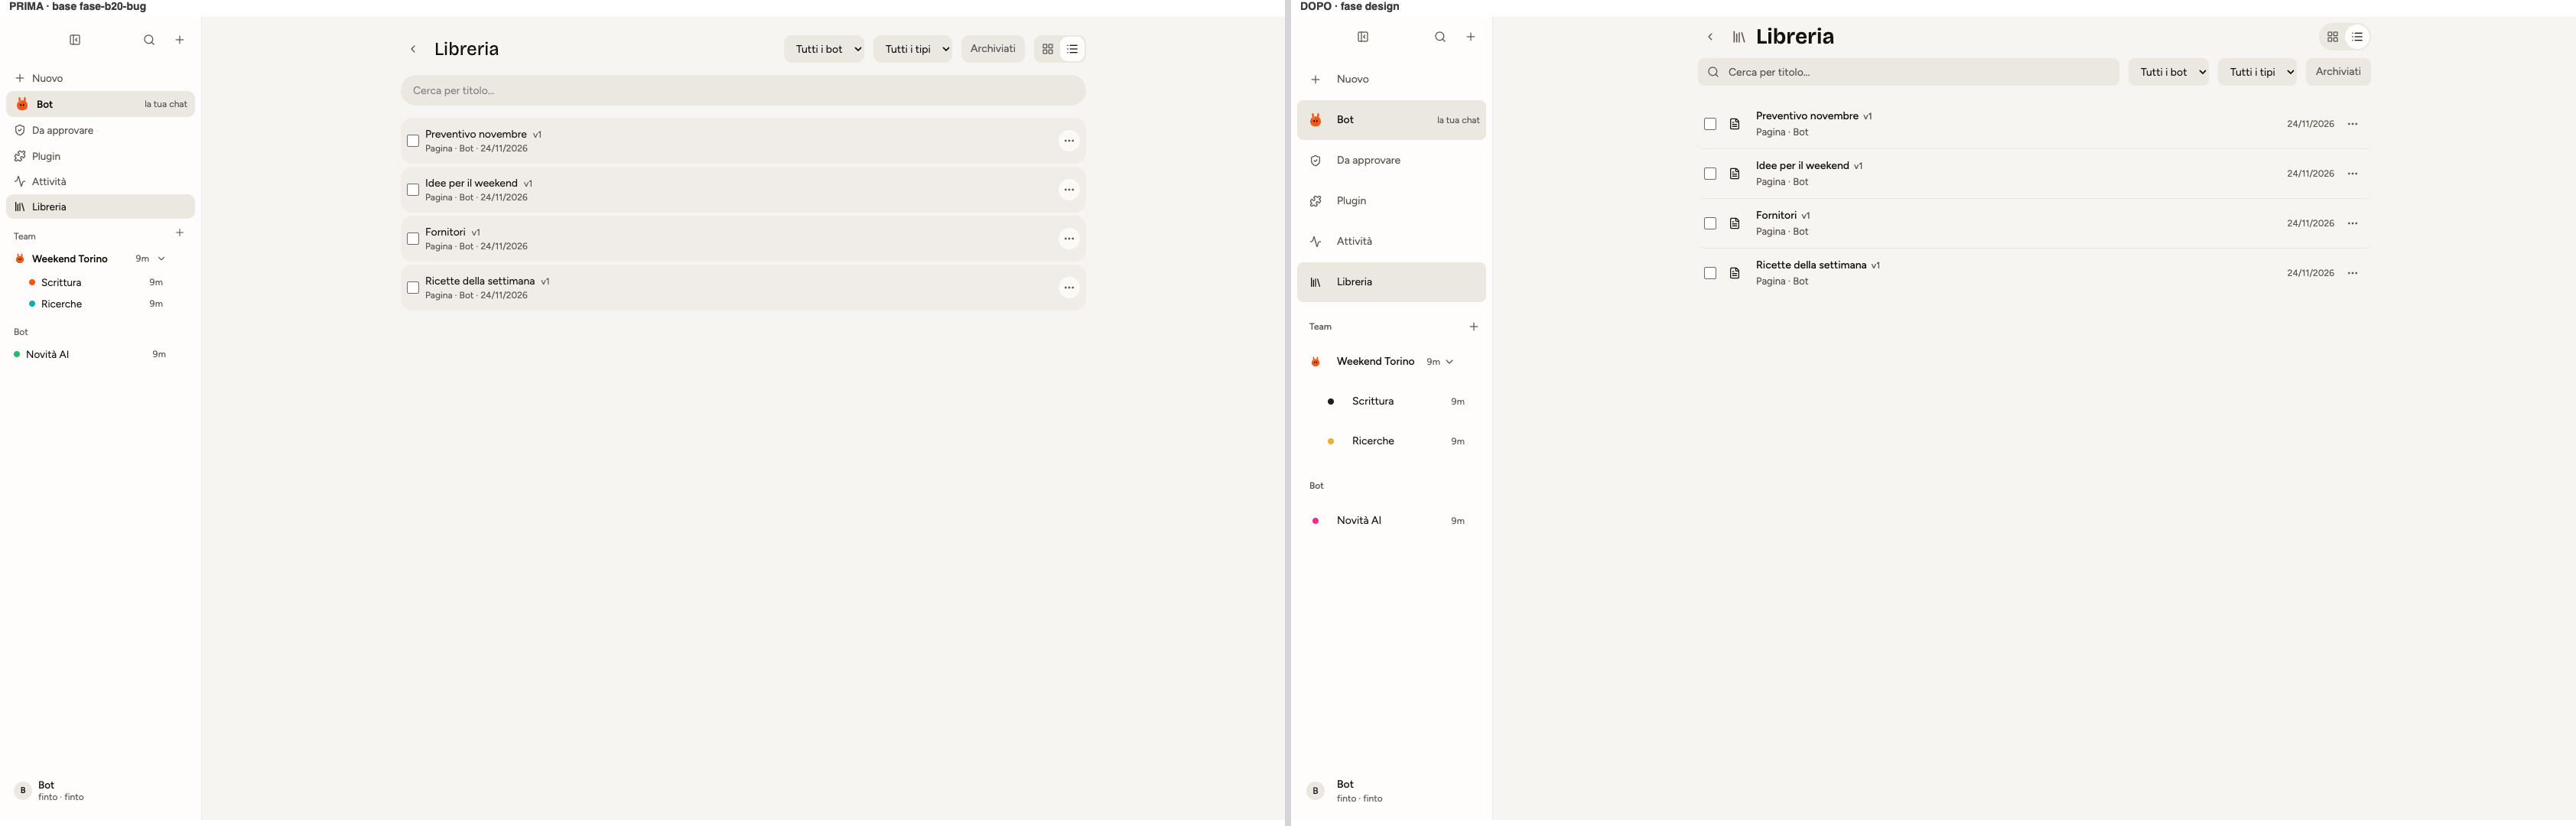 PRIMA · base fase-b20-bug
Nuovo
Bot la tua chat
Da approvare
Plugin
Attività
Libreria
Team
Weekend Torino 9m
Scrittura 9m
Ricerche 9m
Bot
Novità AI 9m
B Bot
finto · finto
Libreria Tutti i bot Tutti i tipi Archiviati
Cerca per titolo...
Preventivo novembre v1
Pagina · Bot · 24/11/2026
Idee per il weekend v1
Pagina · Bot · 24/11/2026
Fornitori v1
Pagina · Bot · 24/11/2026
Ricette della settimana v1
Pagina · Bot · 24/11/2026
DOPO · fase design
Nuovo
Bot la tua chat
Da approvare
Plugin
Attività
Libreria
Team
Weekend Torino 9m
Scrittura 9m
Ricerche 9m
Bot
Novità AI 9m
B Bot
finto · finto
Libreria
Cerca per titolo... Tutti i bot Tutti i tipi Archiviati
Preventivo novembre v1
Pagina · Bot 24/11/2026
Idee per il weekend v1
Pagina · Bot 24/11/2026
Fornitori v1
Pagina · Bot 24/11/2026
Ricette della settimana v1
Pagina · Bot 24/11/2026